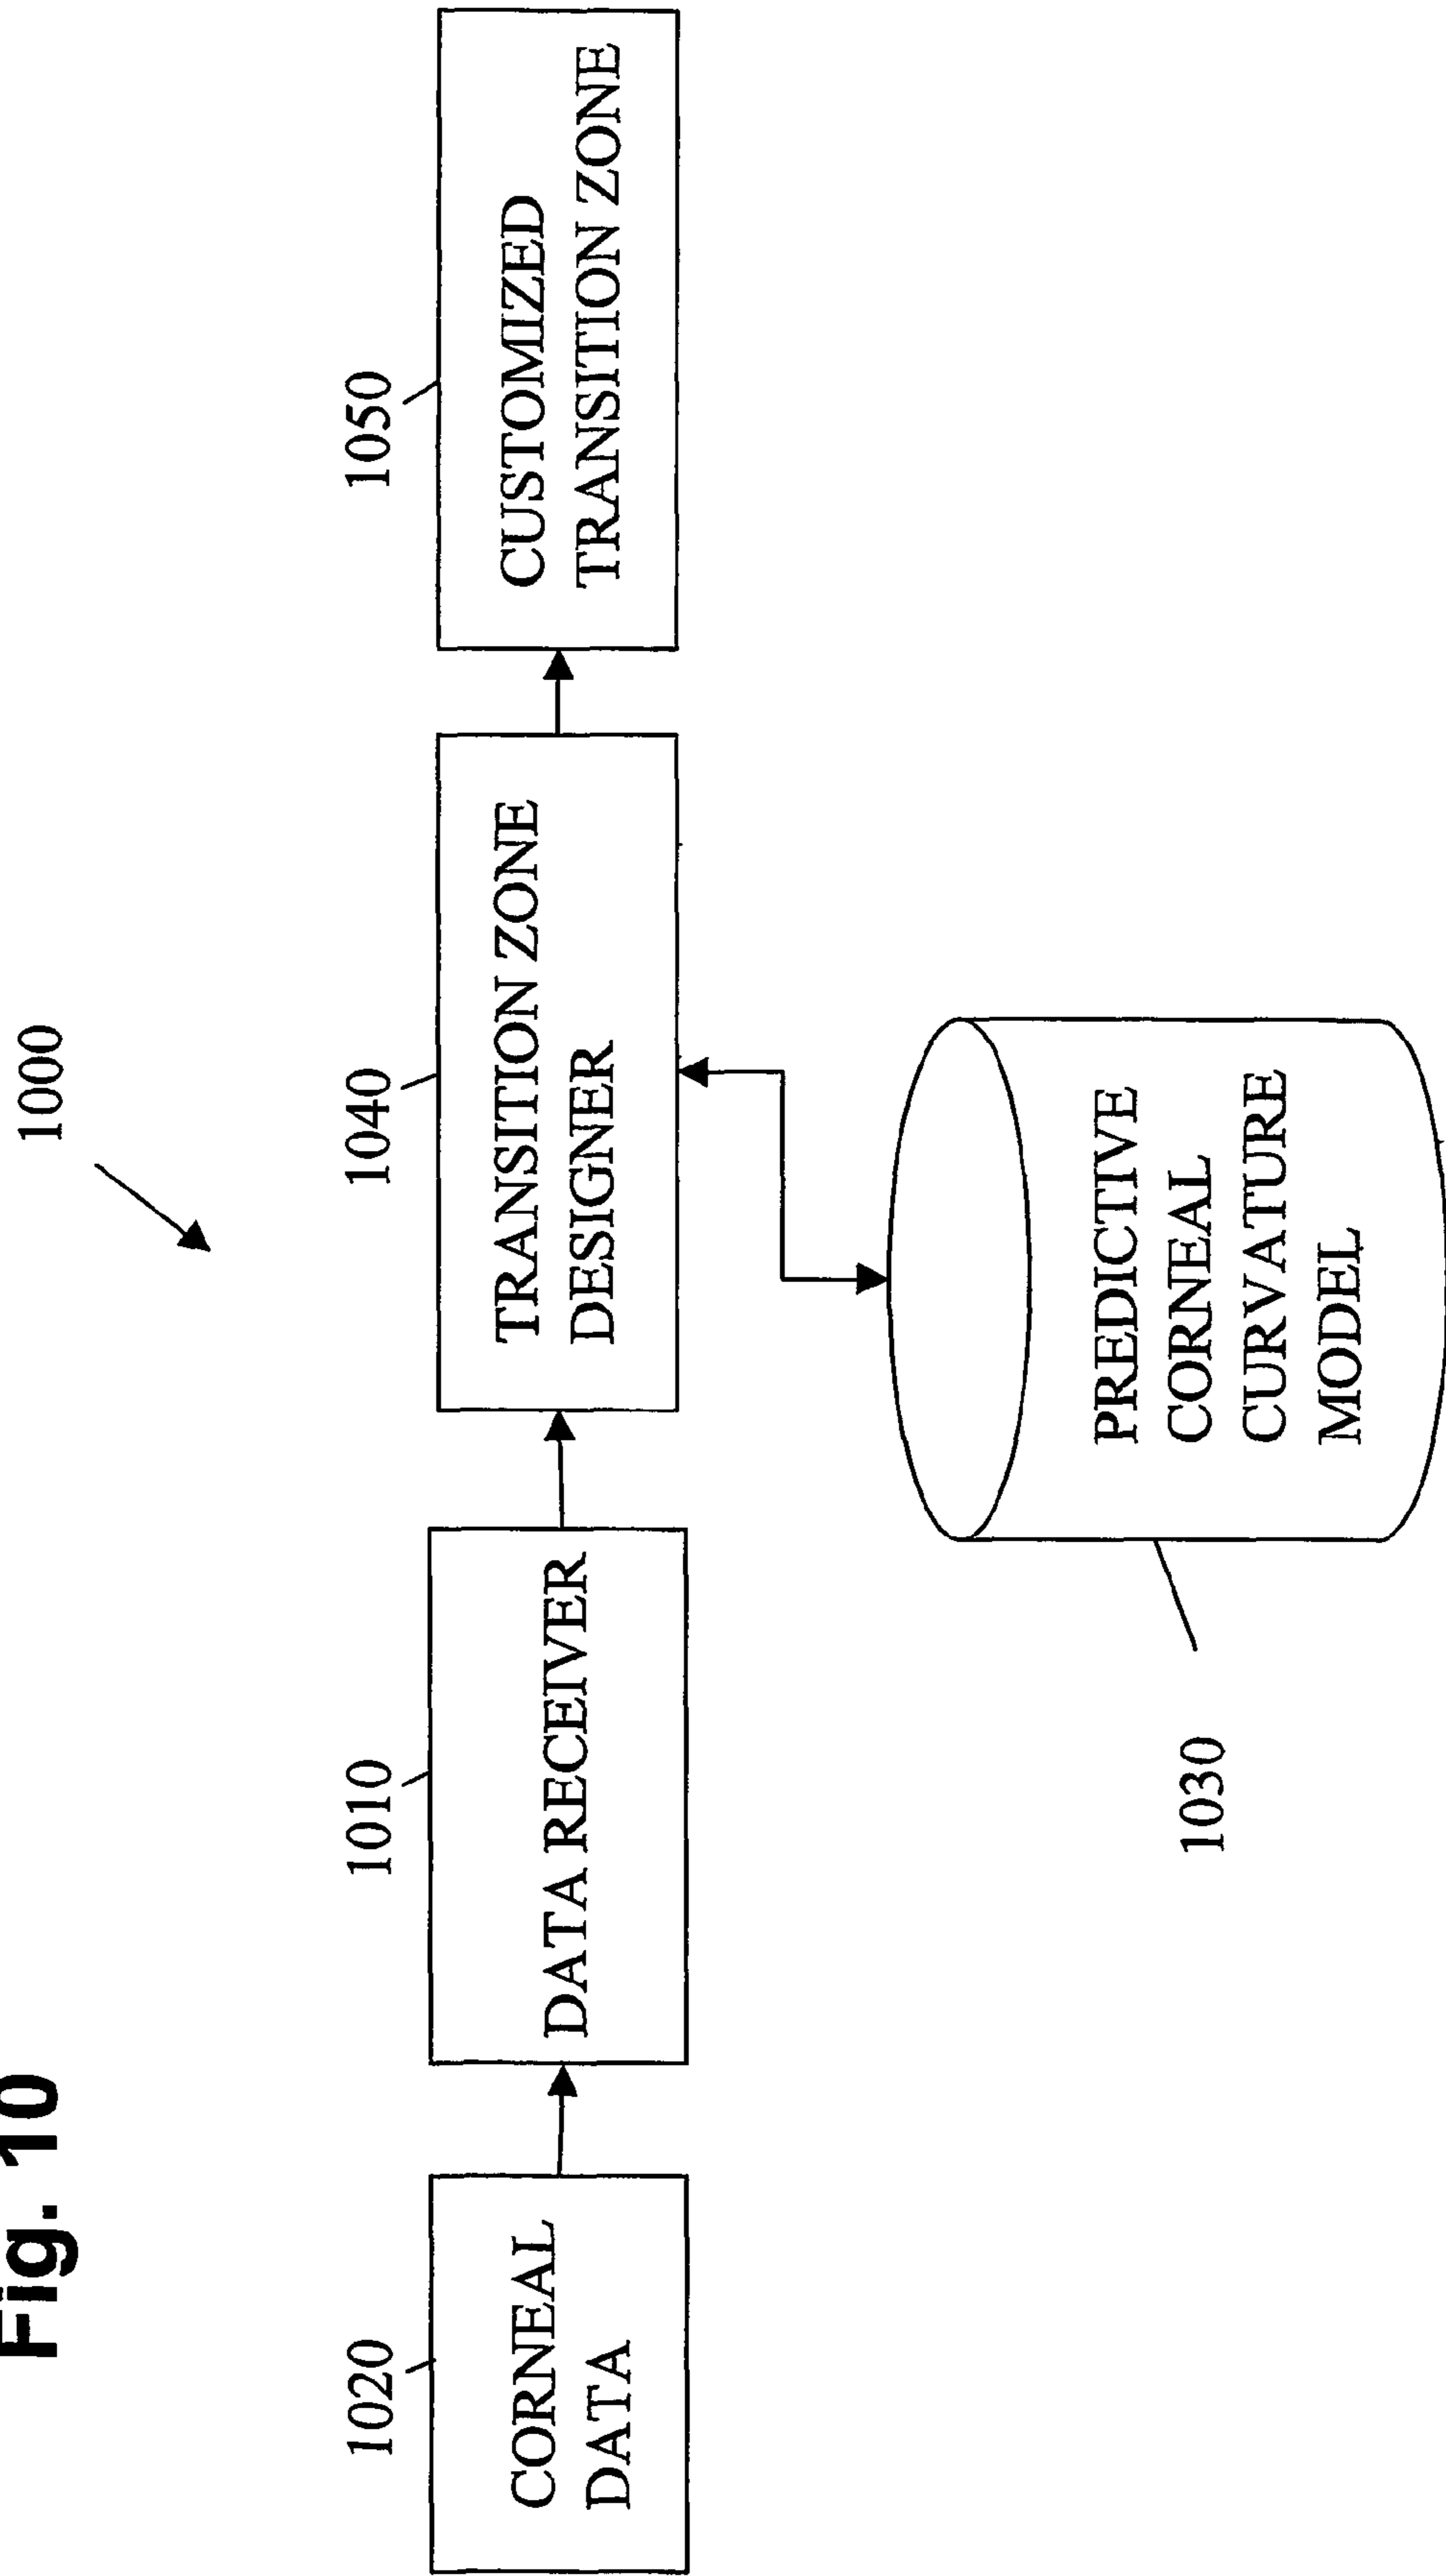 Fig. 10
1000
1020
CORNEAL
DATA
1010
DATA RECEIVER
1040
TRANSITION ZONE
DESIGNER
1050
CUSTOMIZED
TRANSITION ZONE
1030
PREDICTIVE
CORNEAL
CURVATURE
MODEL